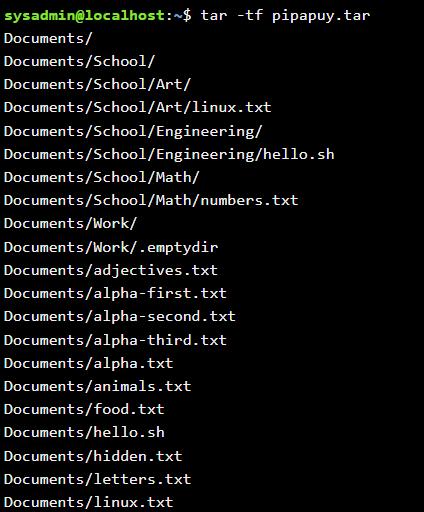 sysadmin@localhost:~$ tar -tf pipapuy.tar
Documents/
Documents/School/
Documents/School/Art/
Documents/School/Art/linux.txt
Documents/School/Engineering/
Documents/School/Engineering/hello.sh
Documents/School/Math/
Documents/School/Math/numbers.txt
Documents/Work/
Documents/Work/.emptydir
Documents/adjectives.txt
Documents/alpha-first.txt
Documents/alpha-second.txt
Documents/alpha-third.txt
Documents/alpha.txt
Documents/animals.txt
Documents/food.txt
Documents/hello.sh
Documents/hidden.txt
Documents/letters.txt
Documents/linux.txt